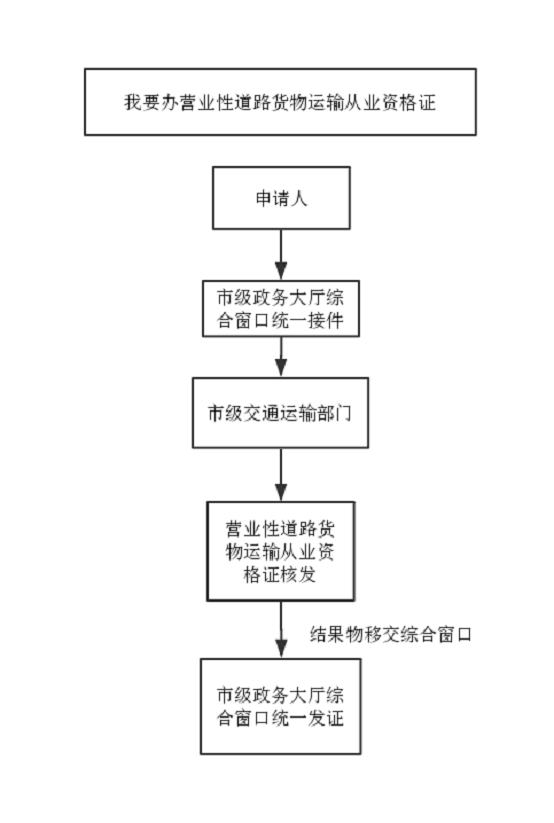 我要办营业性道路货物运输从业资格证
申请人
市级政务大厅综
合窗口统一接件
市级交通运输部门
营业性道路货
物运输从业资
格证核发
结果物移交综合窗口
市级政务大厅综
合窗口统一发证